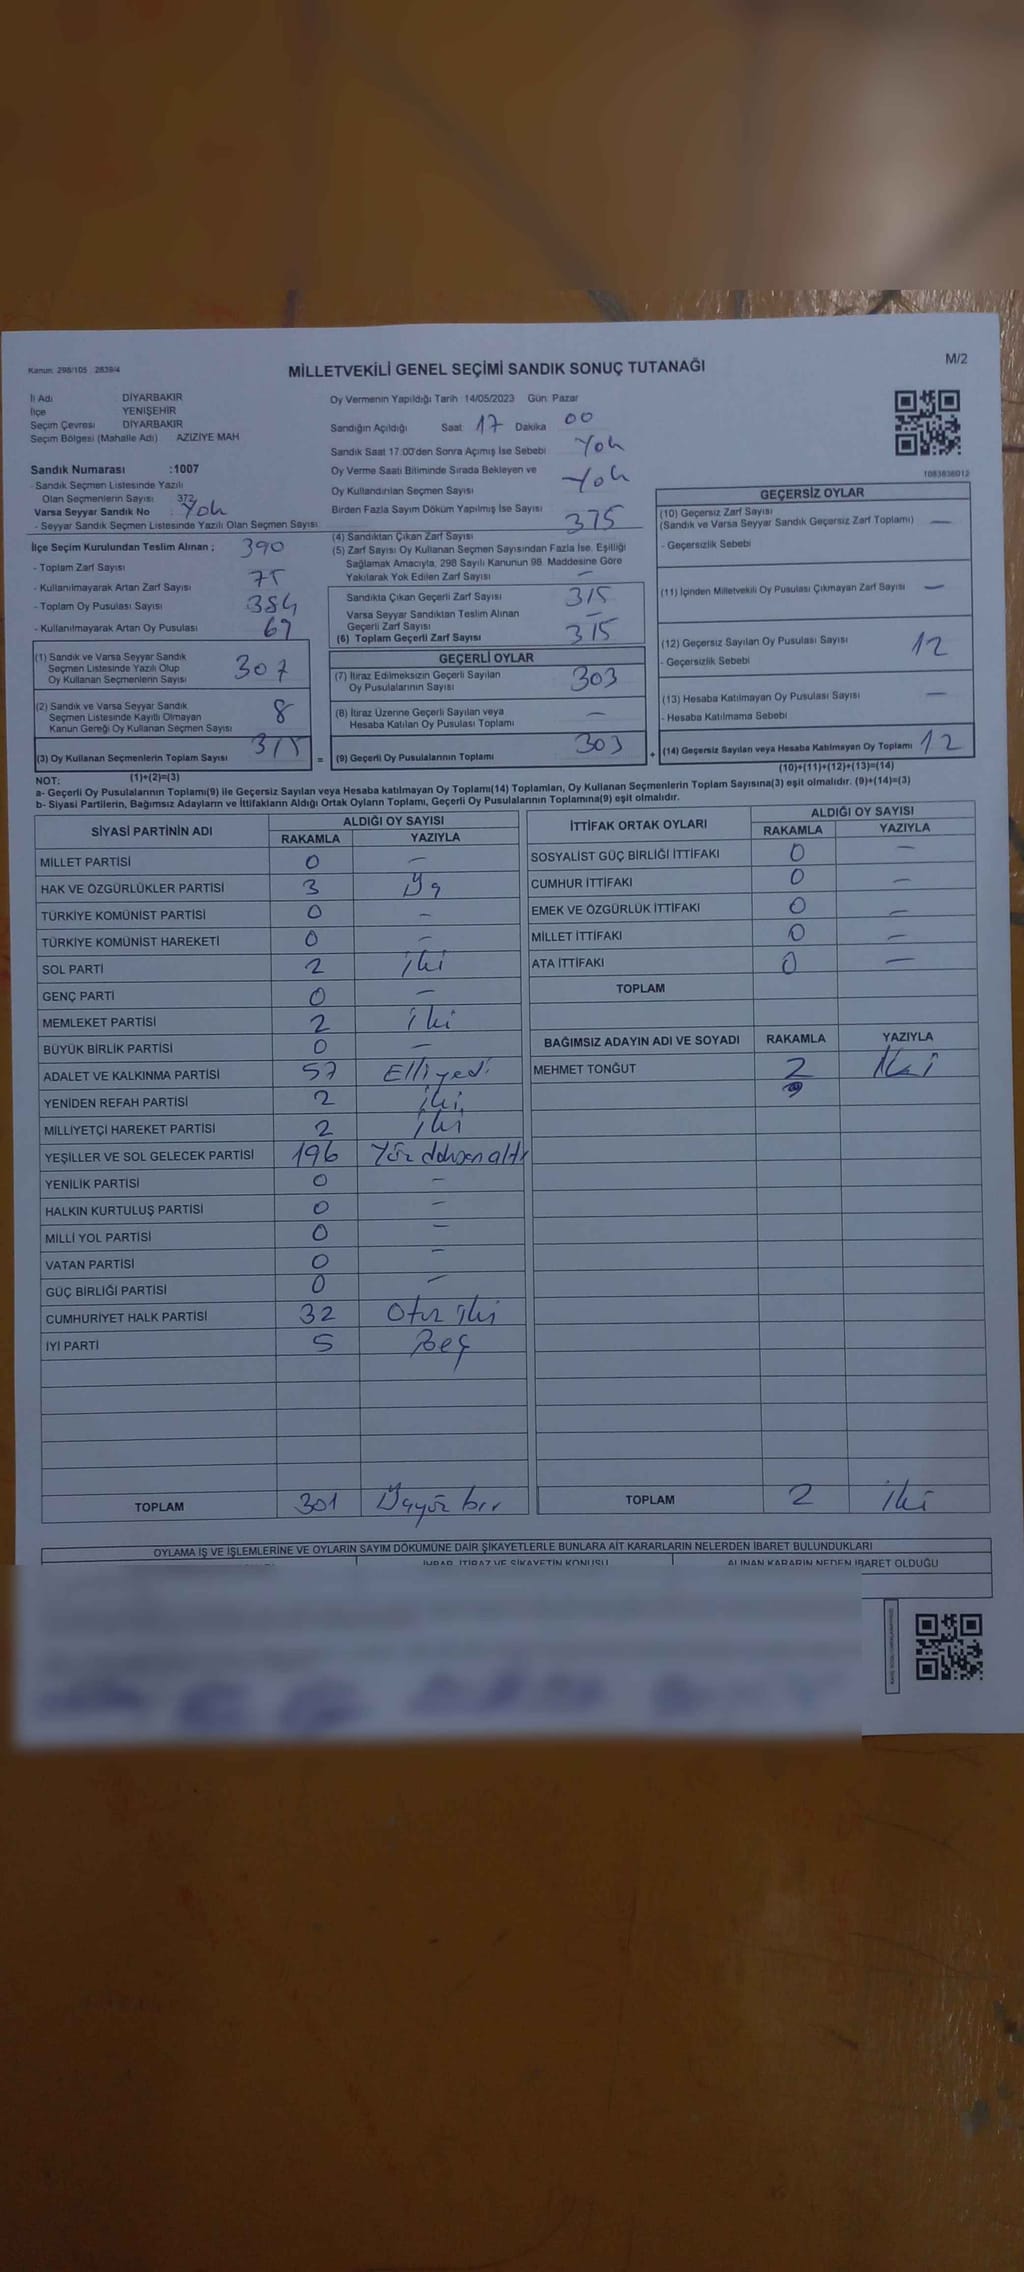 Kanun: 298/105 2839/4
MİLLETVEKİLİ GENEL SEÇİMİ SANDIK SONUÇ TUTANAĞI
M/2
İl Adı DİYARBAKIR
İlçe YENİŞEHİR
Seçim Çevresi DİYARBAKIR
Seçim Bölgesi (Mahalle Adı) AZİZİYE MAH
Sandık Numarası :1007
- Sandık Seçmen Listesinde Yazılı
Olan Seçmenlerin Sayısı 372
Varsa Seyyar Sandık No : Yok
- Seyyar Sandık Seçmen Listesinde Yazılı Olan Seçmen Sayısı
Oy Vermenin Yapıldığı Tarih 14/05/2023 Gün: Pazar
Sandığın Açıldığı Saat 17 Dakika 00
Sandık Saat 17:00'den Sonra Açımış İse Sebebi Yok
Oy Verme Saati Bitiminde Sırada Bekleyen ve
Oy Kullandırılan Seçmen Sayısı Yok
Birden Fazla Sayım Döküm Yapılmış İse Sayısı
1083836012
İlçe Seçim Kurulundan Teslim Alınan ;
- Toplam Zarf Sayısı 390
- Kullanılmayarak Artan Zarf Sayısı 75
- Toplam Oy Pusulası Sayısı 384
- Kullanılmayarak Artan Oy Pusulası 69
(1) Sandık ve Varsa Seyyar Sandık
Seçmen Listesinde Yazılı Olup
Oy Kullanan Seçmenlerin Sayısı 307
(2) Sandık ve Varsa Seyyar Sandık
Seçmen Listesinde Kayıtlı Olmayan
Kanun Gereği Oy Kullanan Seçmen Sayısı 8
(3) Oy Kullanan Seçmenlerin Toplam Sayısı 315
(4) Sandıktan Çıkan Zarf Sayısı 375
(5) Zarf Sayısı Oy Kullanan Seçmen Sayısından Fazla İse. Eşitliği
Sağlamak Amacıyla, 298 Sayılı Kanunun 98. Maddesine Göre
Yakılarak Yok Edilen Zarf Sayısı —
Sandıkta Çıkan Geçerli Zarf Sayısı 315
Varsa Seyyar Sandıktan Teslim Alınan
Geçerli Zarf Sayısı —
(6) Toplam Geçerli Zarf Sayısı 315
GEÇERLİ OYLAR
(7) İtiraz Edilmeksizin Geçerli Sayılan
Oy Pusulalarının Sayısı 303
(8) İtiraz Üzerine Geçerli Sayılan veya
Hesaba Katılan Oy Pusulası Toplamı —
= (9) Geçerli Oy Pusulalarının Toplamı 303
GEÇERSİZ OYLAR
(10) Geçersiz Zarf Sayısı
(Sandık ve Varsa Seyyar Sandık Geçersiz Zarf Toplamı) —
- Geçersizlik Sebebi
(11) İçinden Milletvekili Oy Pusulası Çıkmayan Zarf Sayısı —
(12) Geçersiz Sayılan Oy Pusulası Sayısı 12
- Geçersizlik Sebebi
(13) Hesaba Katılmayan Oy Pusulası Sayısı —
- Hesaba Katılmama Sebebi
+ (14) Geçersiz Sayılan veya Hesaba Katılmayan Oy Toplamı 12
NOT: (1)+(2)=(3)
(10)+(11)+(12)+(13)=(14)
a- Geçerli Oy Pusulalarının Toplamı(9) ile Geçersiz Sayılan veya Hesaba katılmayan Oy Toplamı(14) Toplamları, Oy Kullanan Seçmenlerin Toplam Sayısına(3) eşit olmalıdır. (9)+(14)=(3)
b- Siyasi Partilerin, Bağımsız Adayların ve İttifakların Aldığı Ortak Oyların Toplamı, Geçerli Oy Pusulalarının Toplamına(9) eşit olmalıdır.
SİYASİ PARTİNİN ADI ALDIĞI OY SAYISI
RAKAMLA YAZIYLA
MİLLET PARTİSİ 0 —
HAK VE ÖZGÜRLÜKLER PARTİSİ 3
TÜRKİYE KOMÜNİST PARTİSİ 0 —
TÜRKİYE KOMÜNİST HAREKETİ 0 —
SOL PARTİ 2 iki
GENÇ PARTİ 0 —
MEMLEKET PARTİSİ 2 iki
BÜYÜK BİRLİK PARTİSİ 0 —
ADALET VE KALKINMA PARTİSİ 57 Elli yedi
YENİDEN REFAH PARTİSİ 2 iki
MİLLİYETÇİ HAREKET PARTİSİ 2 iki
YEŞİLLER VE SOL GELECEK PARTİSİ 196 Yüz doksan altı
YENİLİK PARTİSİ 0 —
HALKIN KURTULUŞ PARTİSİ 0 —
MİLLİ YOL PARTİSİ 0 —
VATAN PARTİSİ 0 —
GÜÇ BİRLİĞİ PARTİSİ 0 —
CUMHURİYET HALK PARTİSİ 32 Otuz iki
İYİ PARTİ 5 Beş
TOPLAM 301 Üçyüz bir
İTTİFAK ORTAK OYLARI ALDIĞI OY SAYISI
RAKAMLA YAZIYLA
SOSYALİST GÜÇ BİRLİĞİ İTTİFAKI 0 —
CUMHUR İTTİFAKI 0 —
EMEK VE ÖZGÜRLÜK İTTİFAKI 0 —
MİLLET İTTİFAKI 0 —
ATA İTTİFAKI 0 —
TOPLAM
BAĞIMSIZ ADAYIN ADI VE SOYADI RAKAMLA YAZIYLA
MEHMET TONĞUT 2 iki
TOPLAM 2 iki
OYLAMA İŞ VE İŞLEMLERİNE VE OYLARIN SAYIM DÖKÜMÜNE DAİR ŞİKAYETLERLE BUNLARA AİT KARARLARIN NELERDEN İBARET BULUNDUKLARI
İHBAR, İTİRAZ VE ŞİKAYETİN KONUSU ALINAN KARARIN NEDEN İBARET OLDUĞU